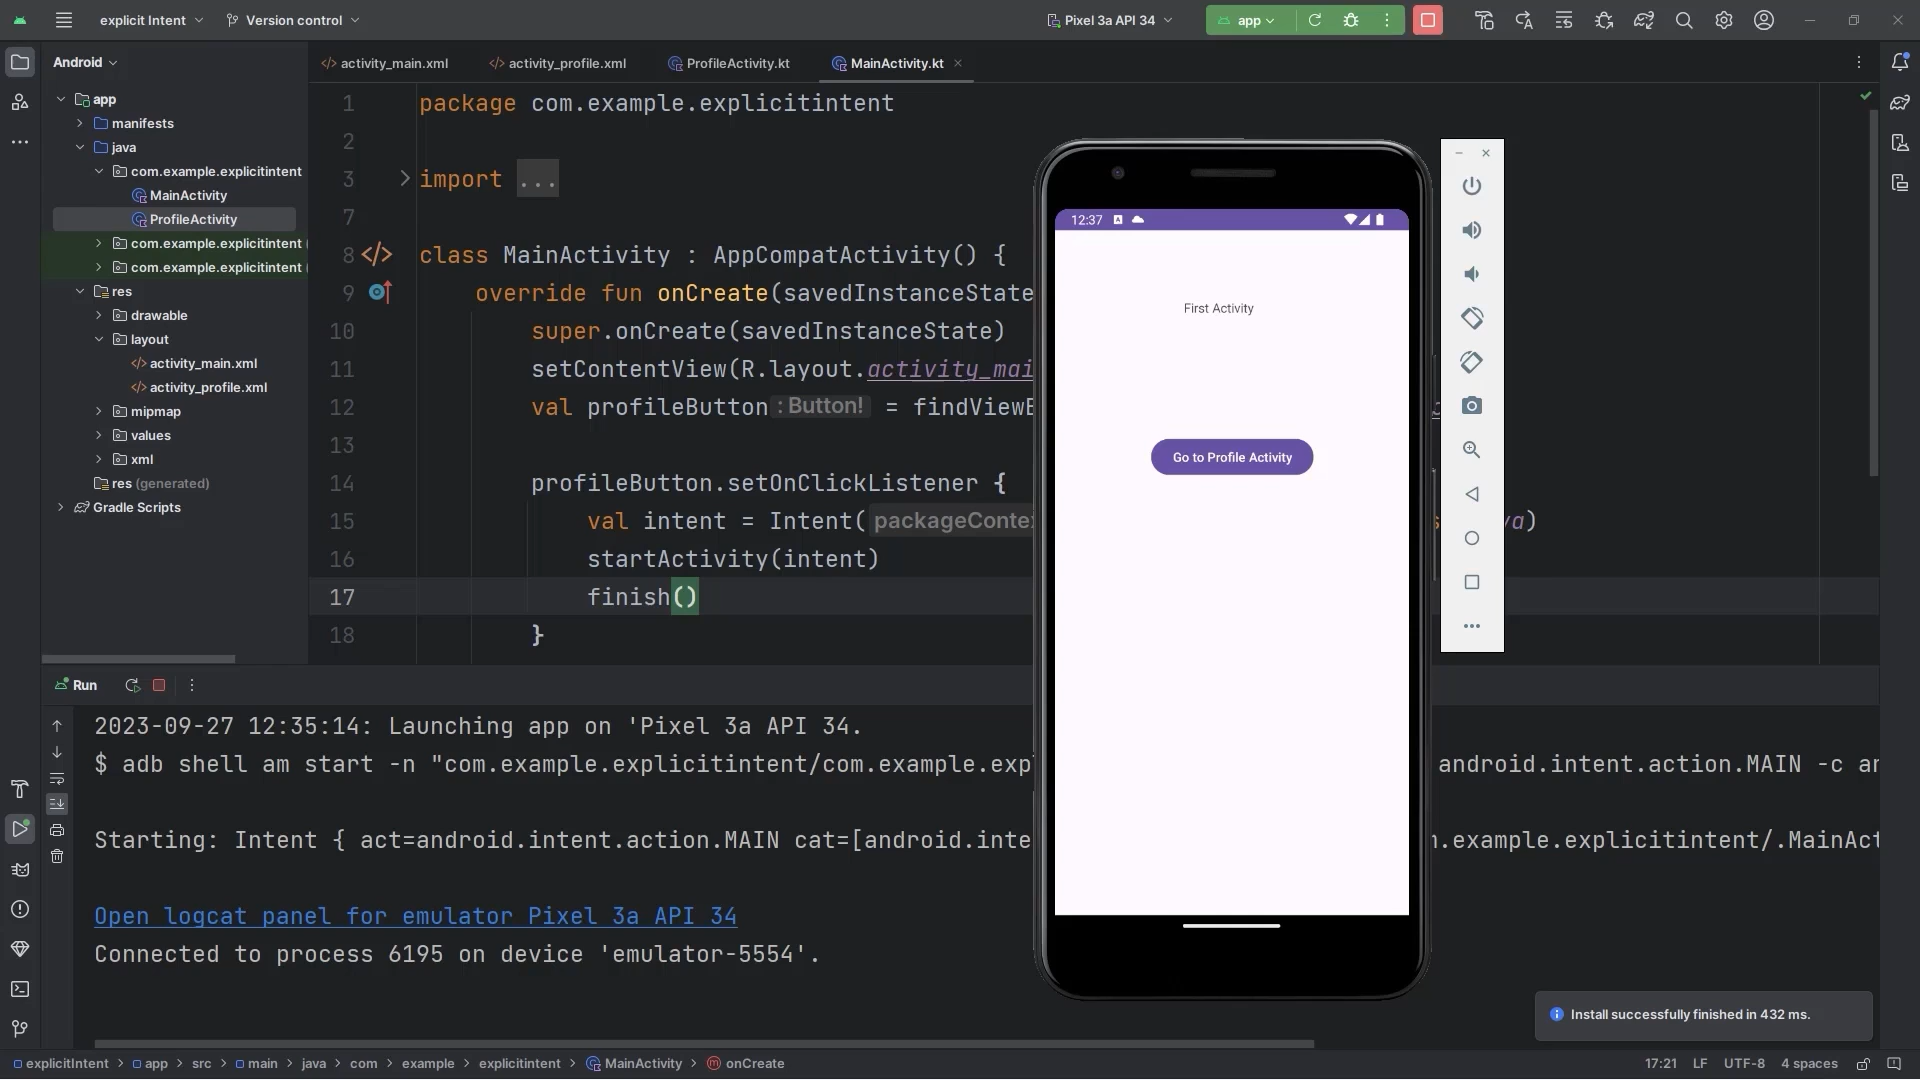 explicit Intent
Version control
Pixel 3a API 34
app
Android
activity_main.xml
activity_profile.xml
ProfileActivity.kt
MainActivity.kt
app
manifests
java
com.example.explicitintent
MainActivity
ProfileActivity
com.example.explicitintent (
com.example.explicitintent
res
drawable
layout
activity_main.xml
activity_profile.xml
mipmap
values
xml
res (generated)
Gradle Scripts
1 package com.example.explicitintent
2
3 import ...
7
8 class MainActivity : AppCompatActivity() {
9 override fun onCreate(savedInstanceState
10 super.onCreate(savedInstanceState)
11 setContentView(R.layout.activity_mai
12 val profileButton : Button! = findViewB
13
14 profileButton.setOnClickListener {
15 val intent = Intent( packageContex va)
16 startActivity(intent)
17 finish()
18 }
12:37
First Activity
Go to Profile Activity
Run
2023-09-27 12:35:14: Launching app on 'Pixel 3a API 34.
$ adb shell am start -n "com.example.explicitintent/com.example.exp android.intent.action.MAIN -c an
Starting: Intent { act=android.intent.action.MAIN cat=[android.inte m.example.explicitintent/.MainAct
Open logcat panel for emulator Pixel 3a API 34
Connected to process 6195 on device 'emulator-5554'.
Install successfully finished in 432 ms.
explicitIntent > app > src > main > java > com > example > explicitintent > MainActivity > onCreate
17:21 LF UTF-8 4 spaces